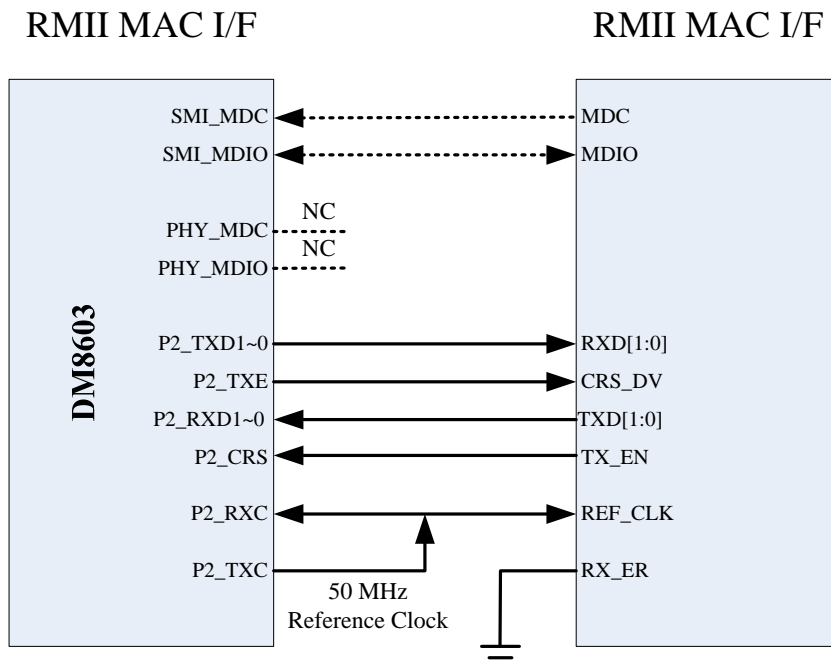 RMII MAC I/F
RMII MAC I/F
SMI_MDC
MDC
SMI_MDIO
MDIO
PHY_MDC
NC
PHY_MDIO
NC
DM8603
P2_TXD1~0
RXD[1:0]
P2_TXE
CRS_DV
P2_RXD1~0
TXD[1:0]
P2_CRS
TX_EN
P2_RXC
REF_CLK
P2_TXC
RX_ER
50 MHz
Reference Clock